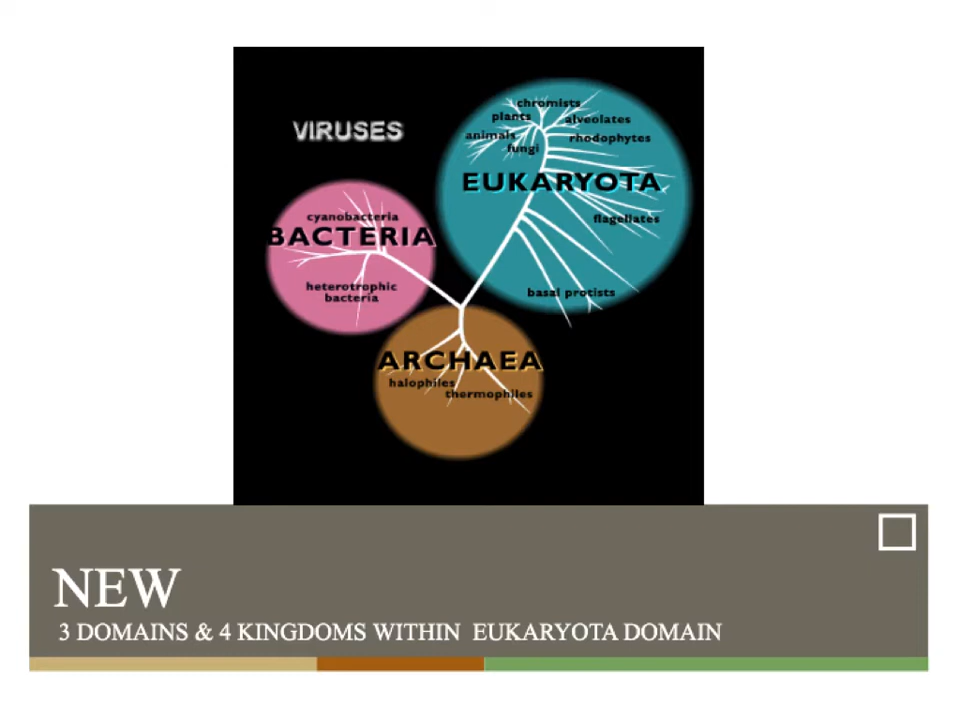 VIRUSES
chromists
plants
alveolates
animals
rhodophytes
fungi
EUKARYOTA
flagellates
basal protists
cyanobacteria
BACTERIA
heterotrophic
bacteria
ARCHAEA
halophiles
thermophiles
NEW
3 DOMAINS & 4 KINGDOMS WITHIN EUKARYOTA DOMAIN